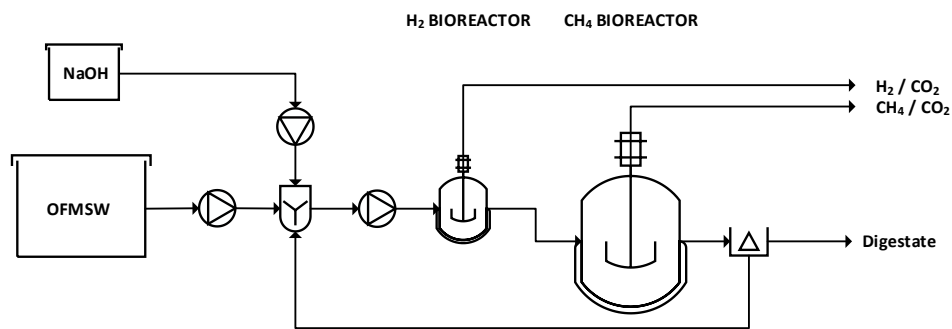 H₂ BIOREACTOR
CH₄ BIOREACTOR
NaOH
H₂ / CO₂
CH₄ / CO₂
OFMSW
Digestate